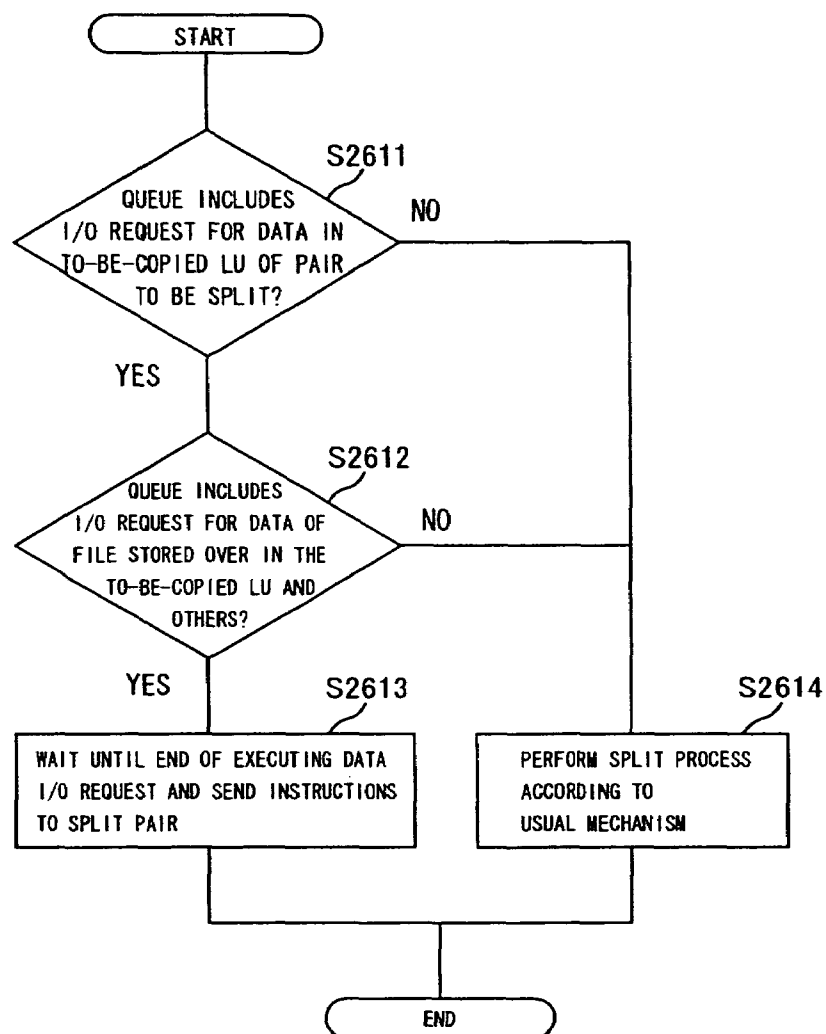 START
S2611
QUEUE INCLUDES
I/O REQUEST FOR DATA IN
TO-BE-COPIED LU OF PAIR
TO BE SPLIT?
NO
YES
S2612
QUEUE INCLUDES
I/O REQUEST FOR DATA OF
FILE STORED OVER IN THE
TO-BE-COPIED LU AND
OTHERS?
NO
YES
S2613
WAIT UNTIL END OF EXECUTING DATA
I/O REQUEST AND SEND INSTRUCTIONS
TO SPLIT PAIR
S2614
PERFORM SPLIT PROCESS
ACCORDING TO
USUAL MECHANISM
END